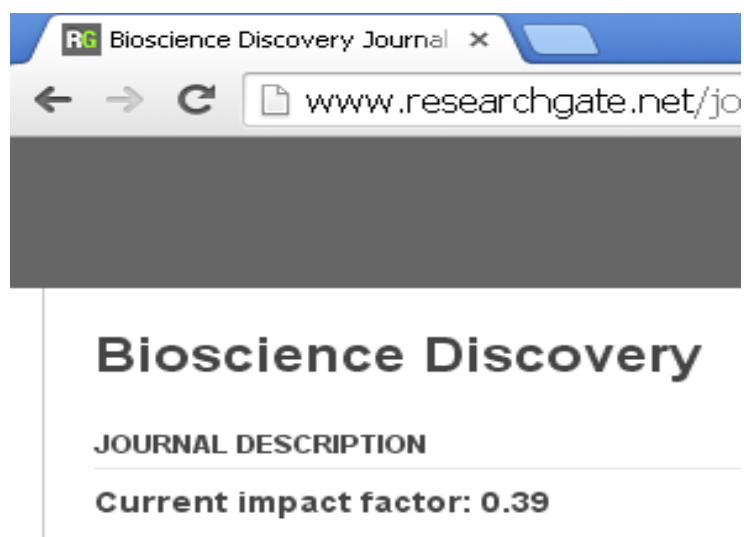 RG Bioscience Discovery Journal
www.researchgate.net/jo
Bioscience Discovery
JOURNAL DESCRIPTION
Current impact factor: 0.39